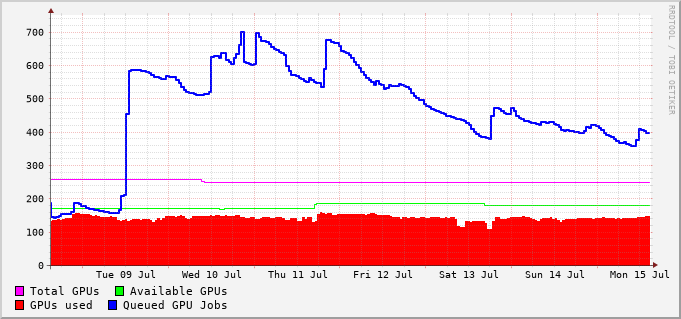 700
600
500
400
300
200
100
0
Tue 09 Jul Wed 10 Jul Thu 11 Jul Fri 12 Jul Sat 13 Jul Sun 14 Jul Mon 15 Jul
Total GPUs Available GPUs
GPUs used Queued GPU Jobs
RRDTOOL / TOBI OETIKER